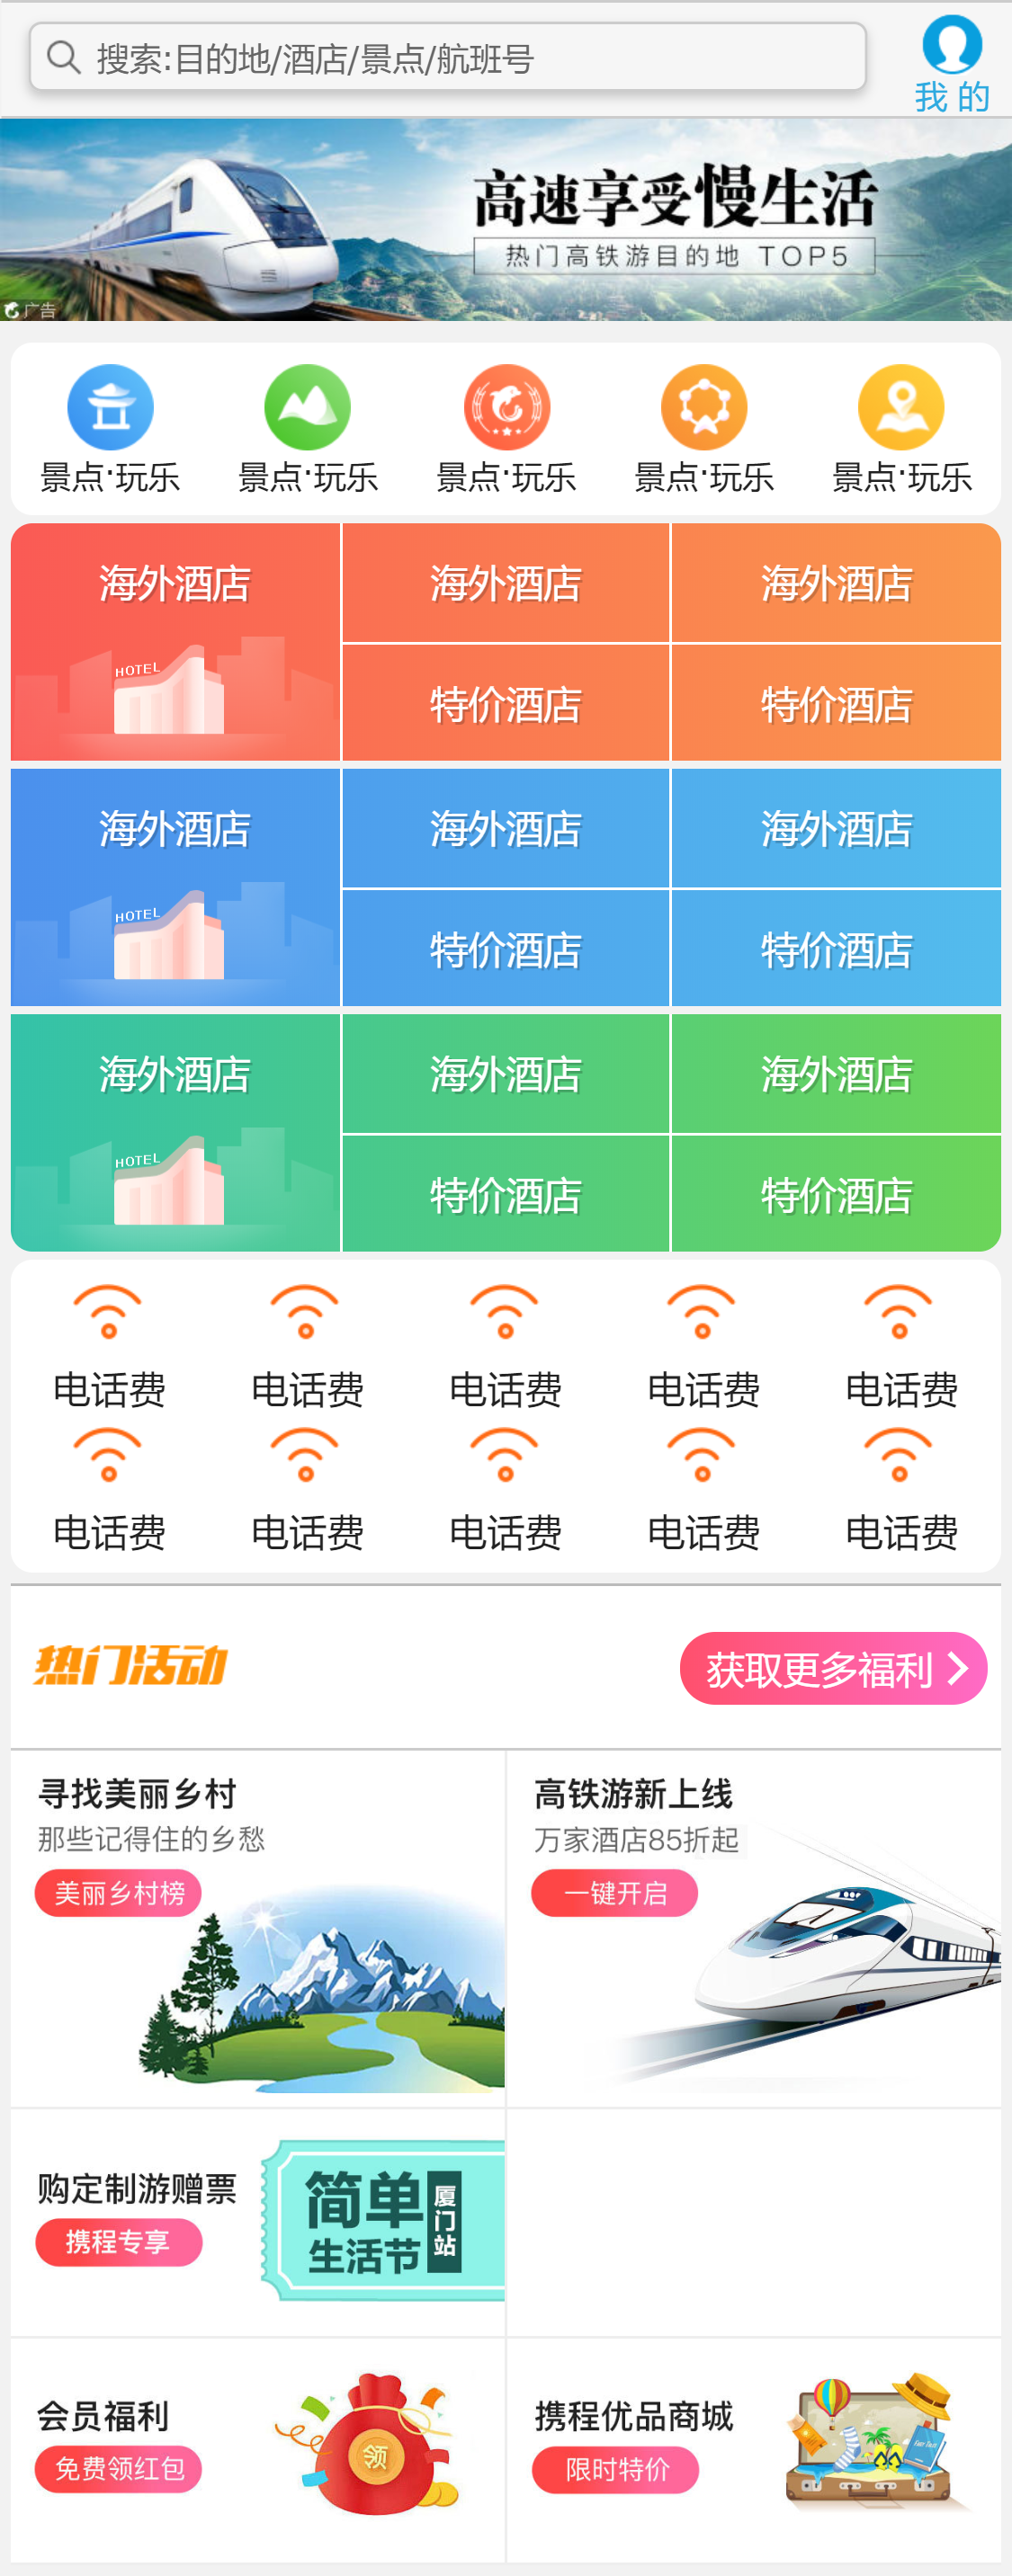 搜索:目的地/酒店/景点/航班号
我 的
高速享受慢生活
热门高铁游目的地 TOP5
广告
景点·玩乐 景点·玩乐 景点·玩乐 景点·玩乐 景点·玩乐
海外酒店 海外酒店 海外酒店
HOTEL
特价酒店 特价酒店
海外酒店 海外酒店 海外酒店
HOTEL
特价酒店 特价酒店
海外酒店 海外酒店 海外酒店
HOTEL
特价酒店 特价酒店
电话费 电话费 电话费 电话费 电话费
电话费 电话费 电话费 电话费 电话费
热门活动
获取更多福利
寻找美丽乡村
那些记得住的乡愁
美丽乡村榜
高铁游新上线
万家酒店85折起
一键开启
购定制游赠票
携程专享
简单
生活节
厦门站
会员福利
免费领红包
领
携程优品商城
限时特价